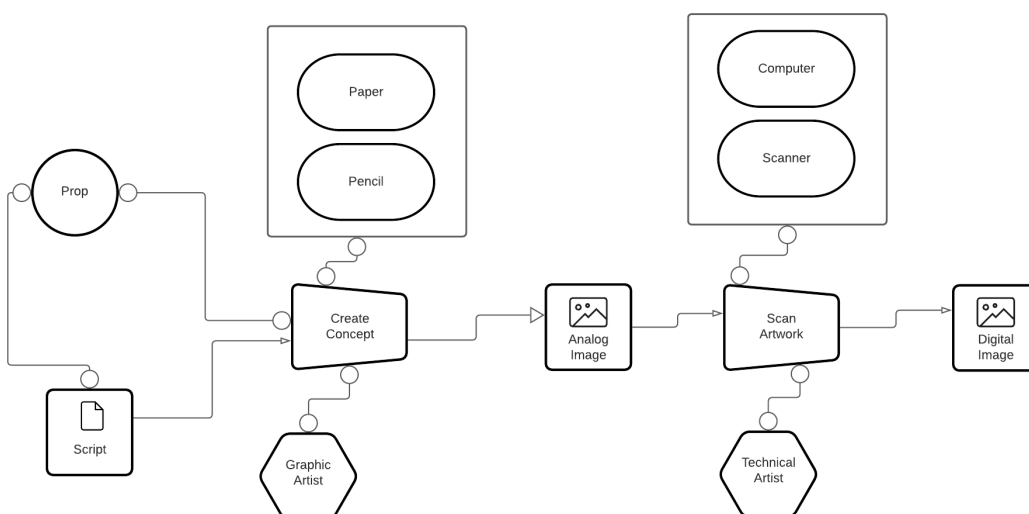 Paper
Pencil
Computer
Scanner
Prop
Create
Concept
Analog
Image
Scan
Artwork
Digital
Image
Script
Graphic
Artist
Technical
Artist